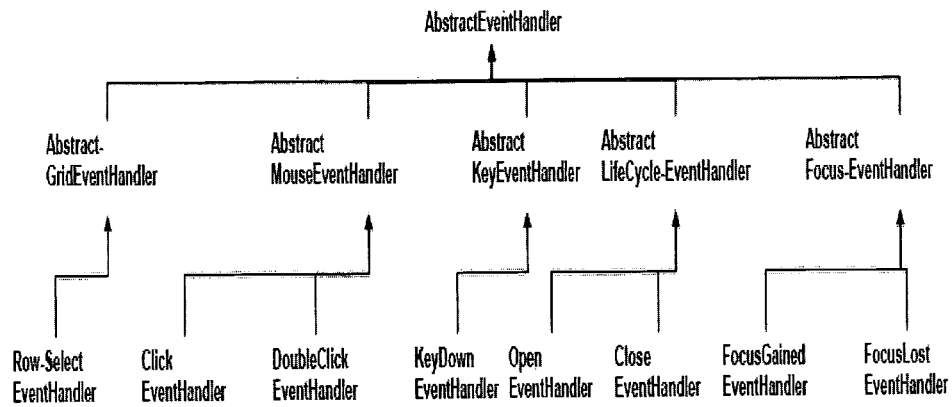 AbstractEventHandler
Abstract-
GridEventHandler
Abstract
MouseEventHandler
Abstract
KeyEventHandler
Abstract
LifeCycle-EventHandler
Abstract
Focus-EventHandler
Row-Select
EventHandler
Click
EventHandler
DoubleClick
EventHandler
KeyDown
EventHandler
Open
EventHandler
Close
EventHandler
FocusGained
EventHandler
FocusLost
EventHandler